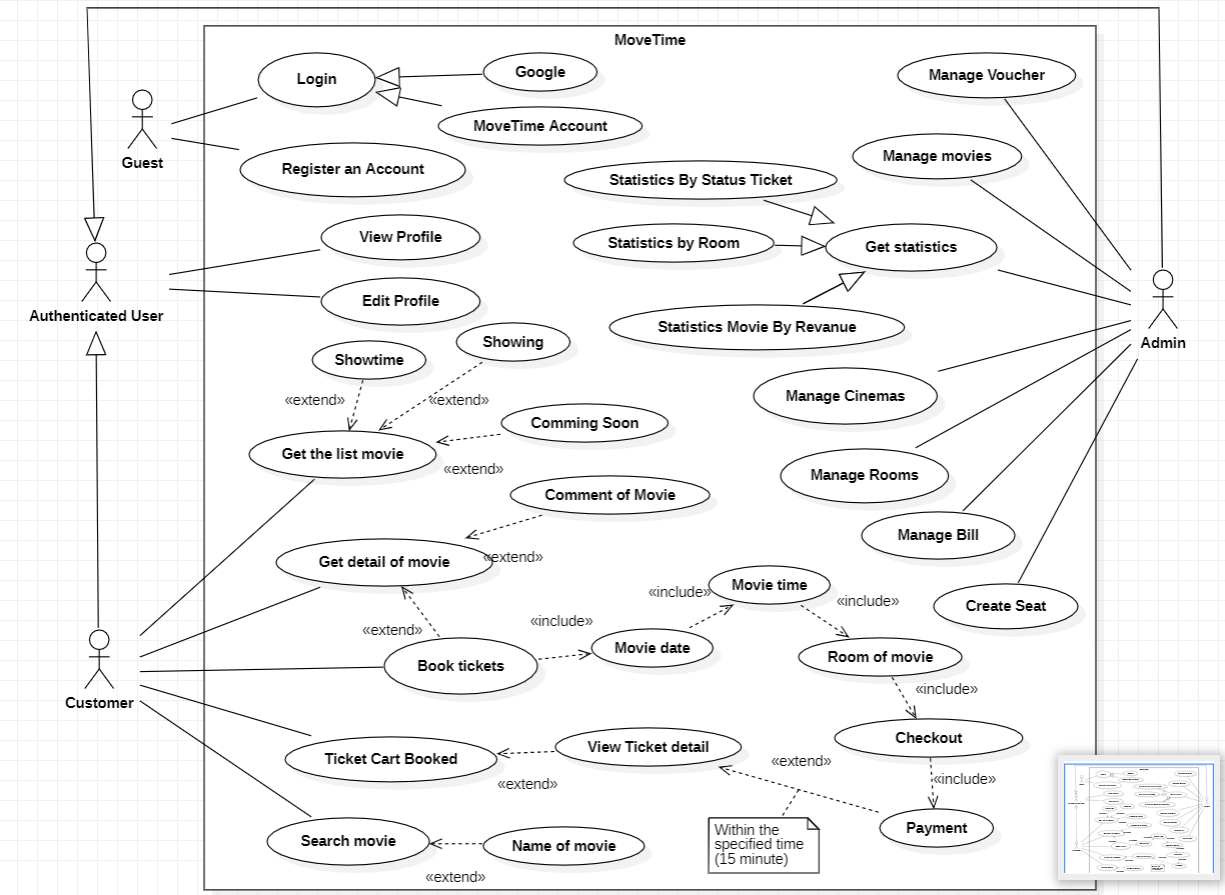 MoveTime
Login
Google
Manage Voucher
MoveTime Account
Guest
Register an Account
Manage movies
Statistics By Status Ticket
View Profile
Statistics by Room
Get statistics
Authenticated User
Edit Profile
Statistics Movie By Revanue
Admin
Showtime
Showing
«extend»
«extend»
Manage Cinemas
Comming Soon
Get the list movie
«extend»
Manage Rooms
Comment of Movie
Manage Bill
Get detail of movie
«extend»
«include»
Movie time
«include»
Create Seat
«extend»
«include»
Movie date
Book tickets
Room of movie
Customer
«include»
Checkout
Ticket Cart Booked
View Ticket detail
«extend»
«extend»
«include»
Within the
specified time
(15 minute)
Payment
Search movie
Name of movie
«extend»